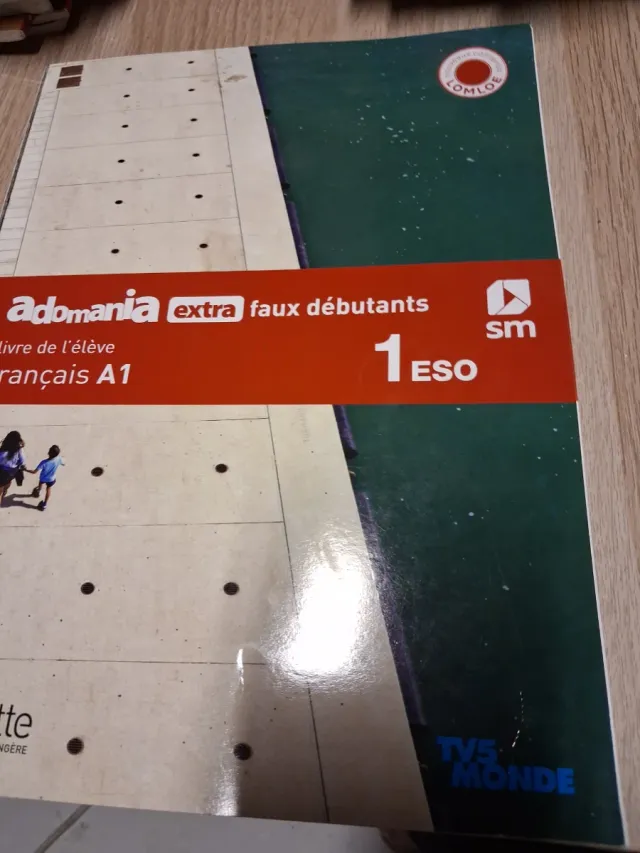 LOMLOE
adomania extra faux débutants
sm
livre de l'élève
rançais A1
1 ESO
tte
NGÈRE
TV5
MONDE